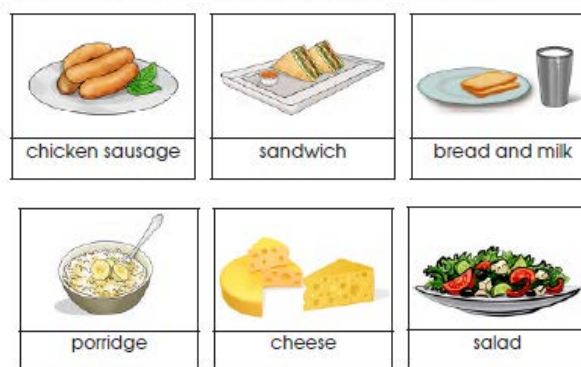 chicken sausage
sandwich
bread and milk
porridge
cheese
salad